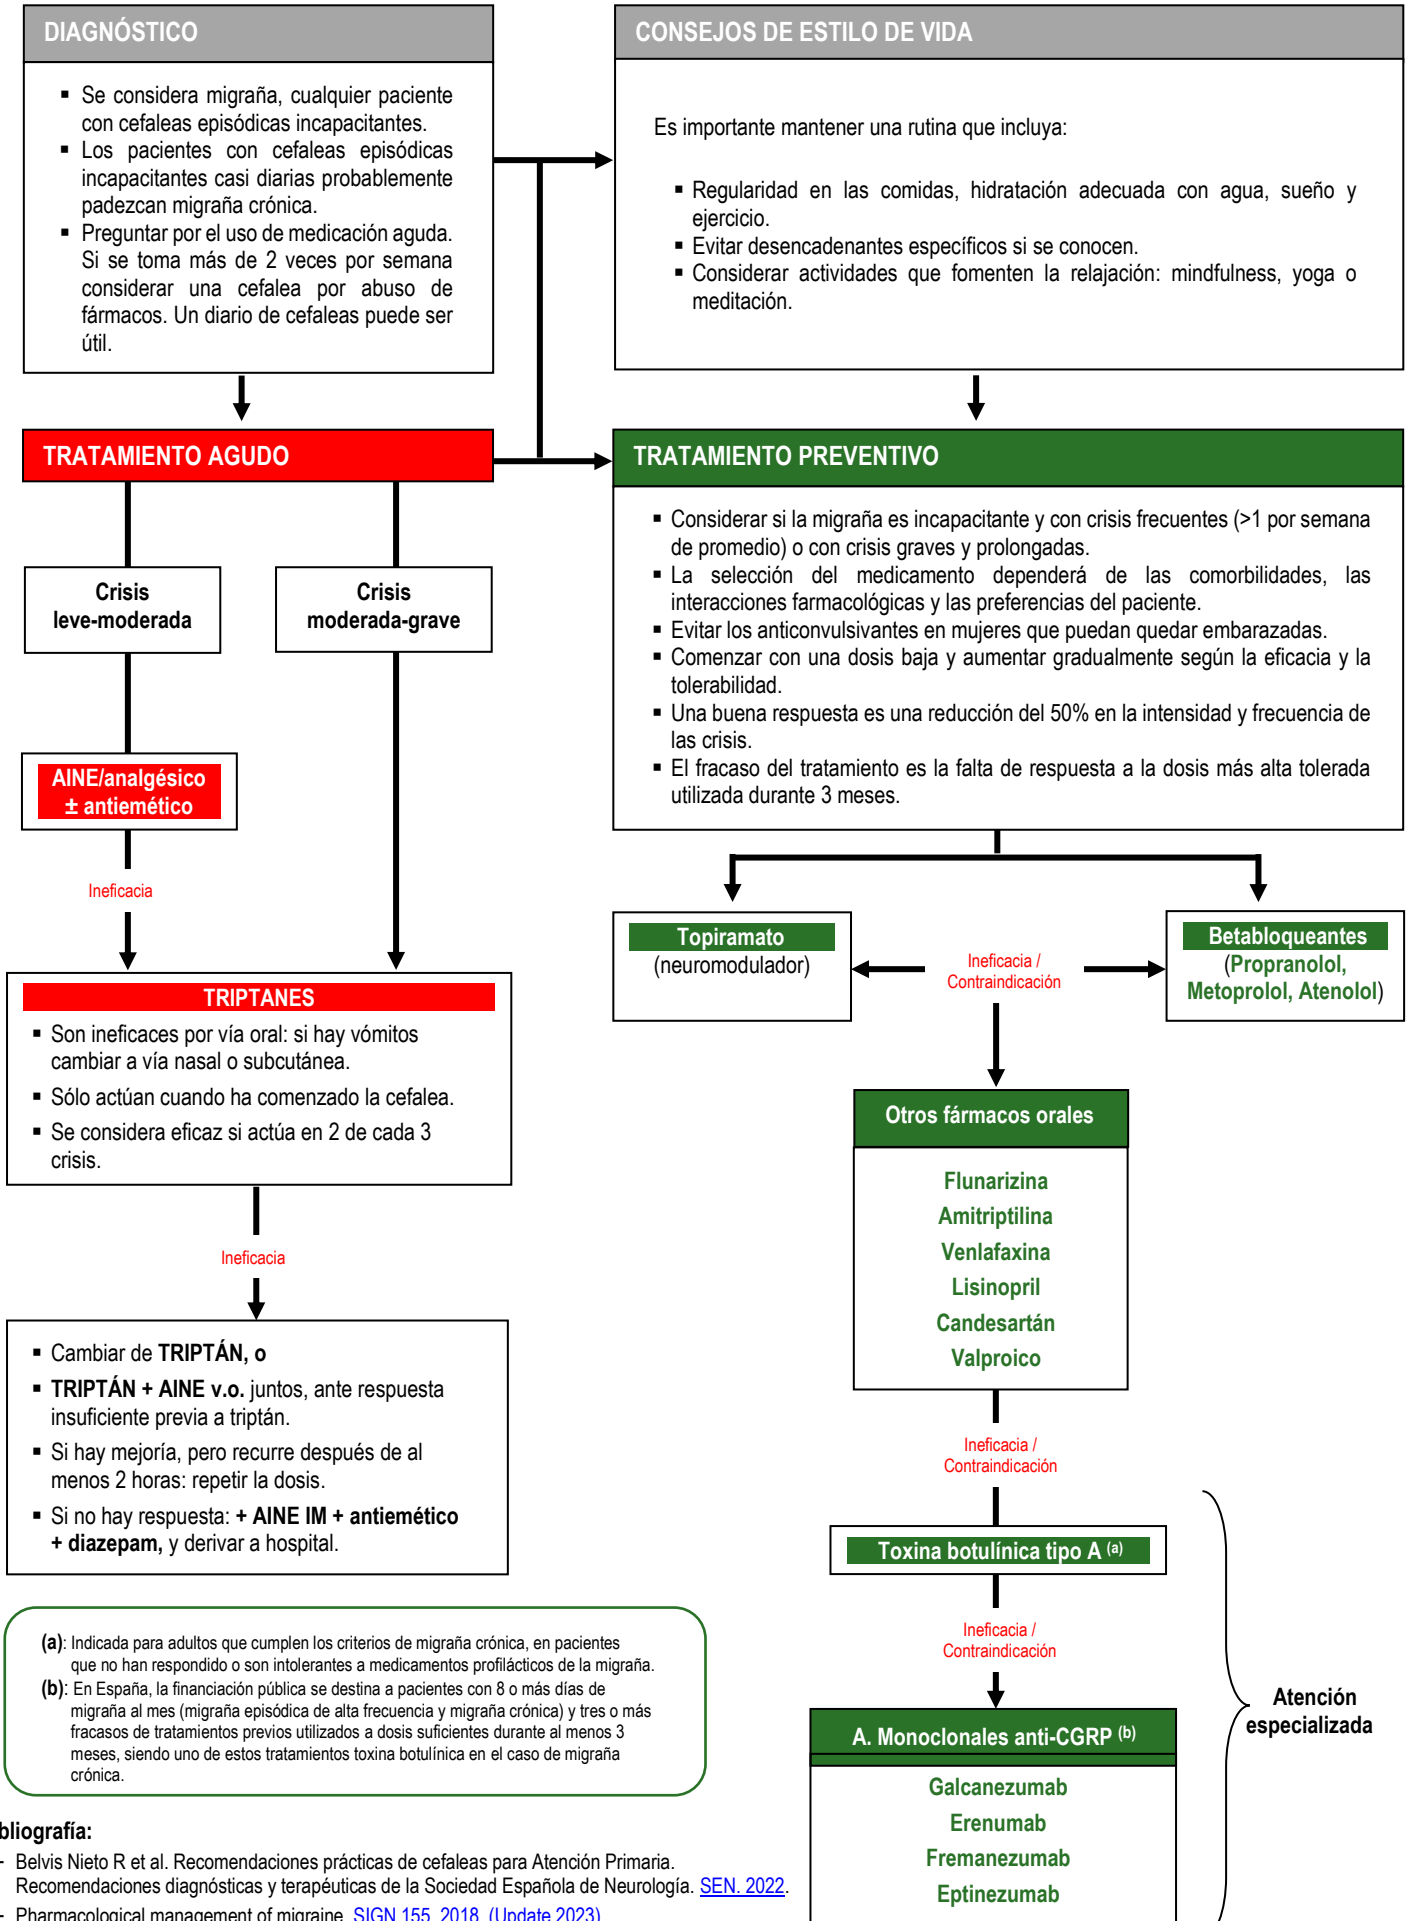 DIAGNÓSTICO
▪ Se considera migraña, cualquier paciente
con cefaleas episódicas incapacitantes.
▪ Los pacientes con cefaleas episódicas
incapacitantes casi diarias probablemente
padezcan migraña crónica.
▪ Preguntar por el uso de medicación aguda.
Si se toma más de 2 veces por semana
considerar una cefalea por abuso de
fármacos. Un diario de cefaleas puede ser
útil.
CONSEJOS DE ESTILO DE VIDA
Es importante mantener una rutina que incluya:
▪ Regularidad en las comidas, hidratación adecuada con agua, sueño y
ejercicio.
▪ Evitar desencadenantes específicos si se conocen.
▪ Considerar actividades que fomenten la relajación: mindfulness, yoga o
meditación.
TRATAMIENTO AGUDO
Crisis
leve-moderada
Crisis
moderada-grave
AINE/analgésico
± antiemético
Ineficacia
TRIPTANES
▪ Son ineficaces por vía oral: si hay vómitos
cambiar a vía nasal o subcutánea.
▪ Sólo actúan cuando ha comenzado la cefalea.
▪ Se considera eficaz si actúa en 2 de cada 3
crisis.
Ineficacia
▪ Cambiar de TRIPTÁN, o
▪ TRIPTÁN + AINE v.o. juntos, ante respuesta
insuficiente previa a triptán.
▪ Si hay mejoría, pero recurre después de al
menos 2 horas: repetir la dosis.
▪ Si no hay respuesta: + AINE IM + antiemético
+ diazepam, y derivar a hospital.
TRATAMIENTO PREVENTIVO
▪ Considerar si la migraña es incapacitante y con crisis frecuentes (>1 por semana
de promedio) o con crisis graves y prolongadas.
▪ La selección del medicamento dependerá de las comorbilidades, las
interacciones farmacológicas y las preferencias del paciente.
▪ Evitar los anticonvulsivantes en mujeres que puedan quedar embarazadas.
▪ Comenzar con una dosis baja y aumentar gradualmente según la eficacia y la
tolerabilidad.
▪ Una buena respuesta es una reducción del 50% en la intensidad y frecuencia de
las crisis.
▪ El fracaso del tratamiento es la falta de respuesta a la dosis más alta tolerada
utilizada durante 3 meses.
Topiramato
(neuromodulador)
Ineficacia /
Contraindicación
Betabloqueantes
(Propranolol,
Metoprolol, Atenolol)
Otros fármacos orales
Flunarizina
Amitriptilina
Venlafaxina
Lisinopril
Candesartán
Valproico
Ineficacia /
Contraindicación
Toxina botulínica tipo A (a)
Ineficacia /
Contraindicación
A. Monoclonales anti-CGRP (b)
Galcanezumab
Erenumab
Fremanezumab
Eptinezumab
Atención
especializada
(a): Indicada para adultos que cumplen los criterios de migraña crónica, en pacientes
que no han respondido o son intolerantes a medicamentos profilácticos de la migraña.
(b): En España, la financiación pública se destina a pacientes con 8 o más días de
migraña al mes (migraña episódica de alta frecuencia y migraña crónica) y tres o más
fracasos de tratamientos previos utilizados a dosis suficientes durante al menos 3
meses, siendo uno de estos tratamientos toxina botulínica en el caso de migraña
crónica.
bliografía:
- Belvis Nieto R et al. Recomendaciones prácticas de cefaleas para Atención Primaria.
Recomendaciones diagnósticas y terapéuticas de la Sociedad Española de Neurología. SEN. 2022.
- Pharmacological management of migraine. SIGN 155. 2018. (Update 2023)